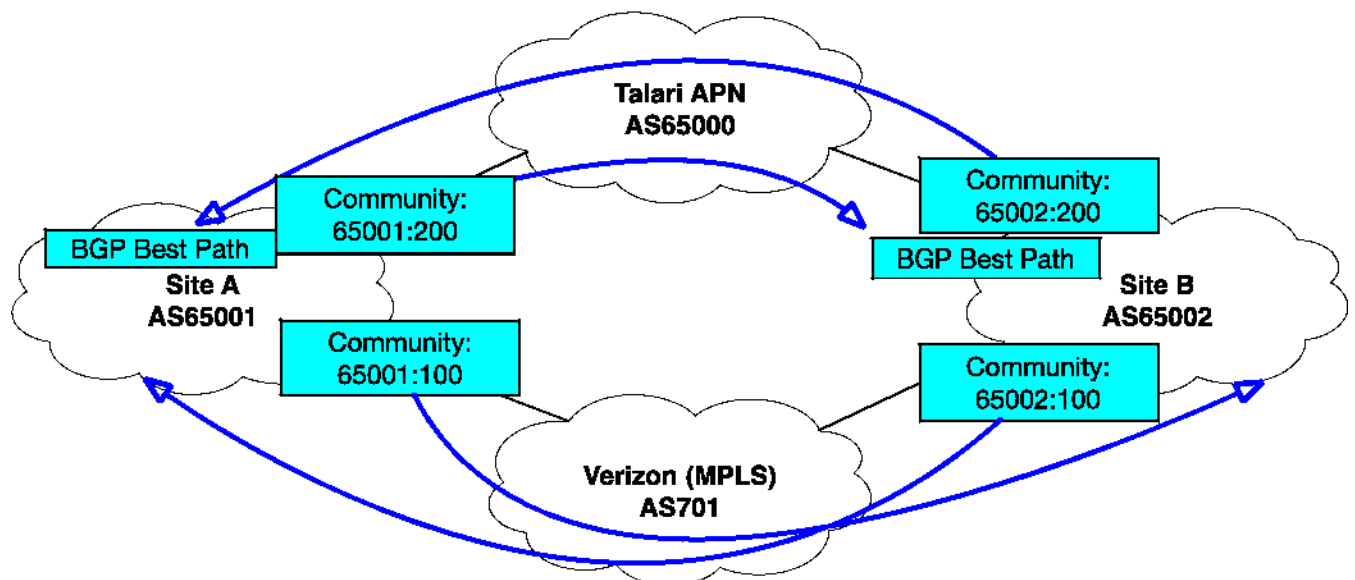 Talari APN
AS65000
Community:
65001:200
Community:
65002:200
BGP Best Path
BGP Best Path
Site A
AS65001
Site B
AS65002
Community:
65001:100
Community:
65002:100
Verizon (MPLS)
AS701